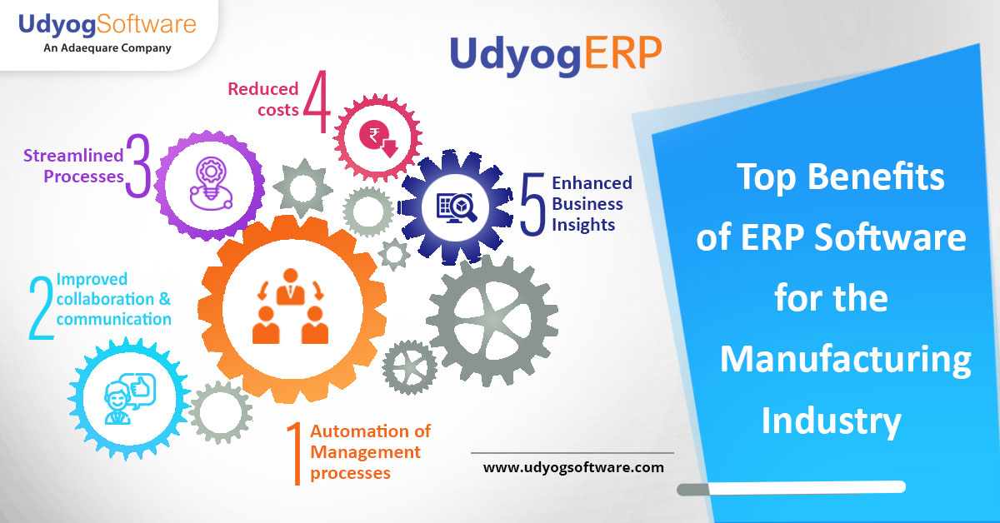 UdyogSoftware
An Adaequare Company
UdyogERP
1
Automation of
Management
processes
2
Improved
collaboration &
communication
3
Streamlined
Processes
4
Reduced
costs
₹
5
Enhanced
Business
Insights
www.udyogsoftware.com
Top Benefits
of ERP Software
for the
Manufacturing
Industry